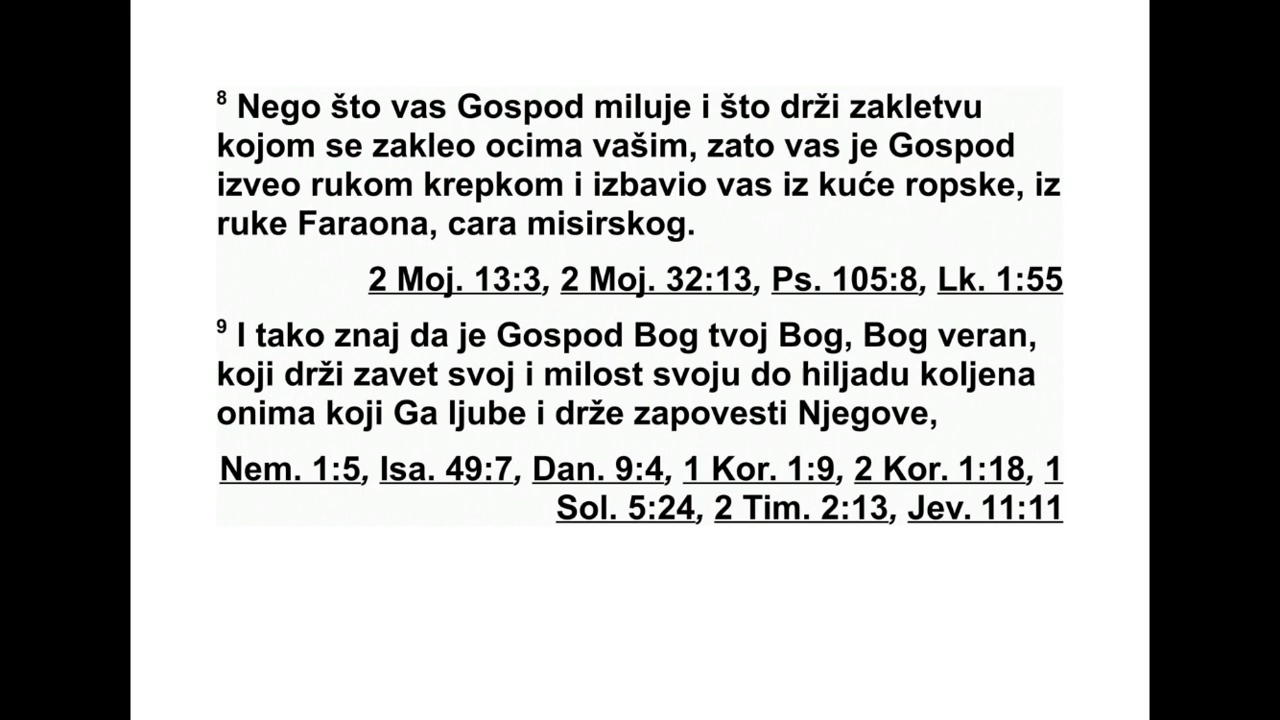 8 Nego što vas Gospod miluje i što drži zakletvu
kojom se zakleo ocima vašim, zato vas je Gospod
izveo rukom krepkom i izbavio vas iz kuće ropske, iz
ruke Faraona, cara misirskog.
2 Moj. 13:3, 2 Moj. 32:13, Ps. 105:8, Lk. 1:55
9 I tako znaj da je Gospod Bog tvoj Bog, Bog veran,
koji drži zavet svoj i milost svoju do hiljadu koljena
onima koji Ga ljube i drže zapovesti Njegove,
Nem. 1:5, Isa. 49:7, Dan. 9:4, 1 Kor. 1:9, 2 Kor. 1:18, 1
Sol. 5:24, 2 Tim. 2:13, Jev. 11:11